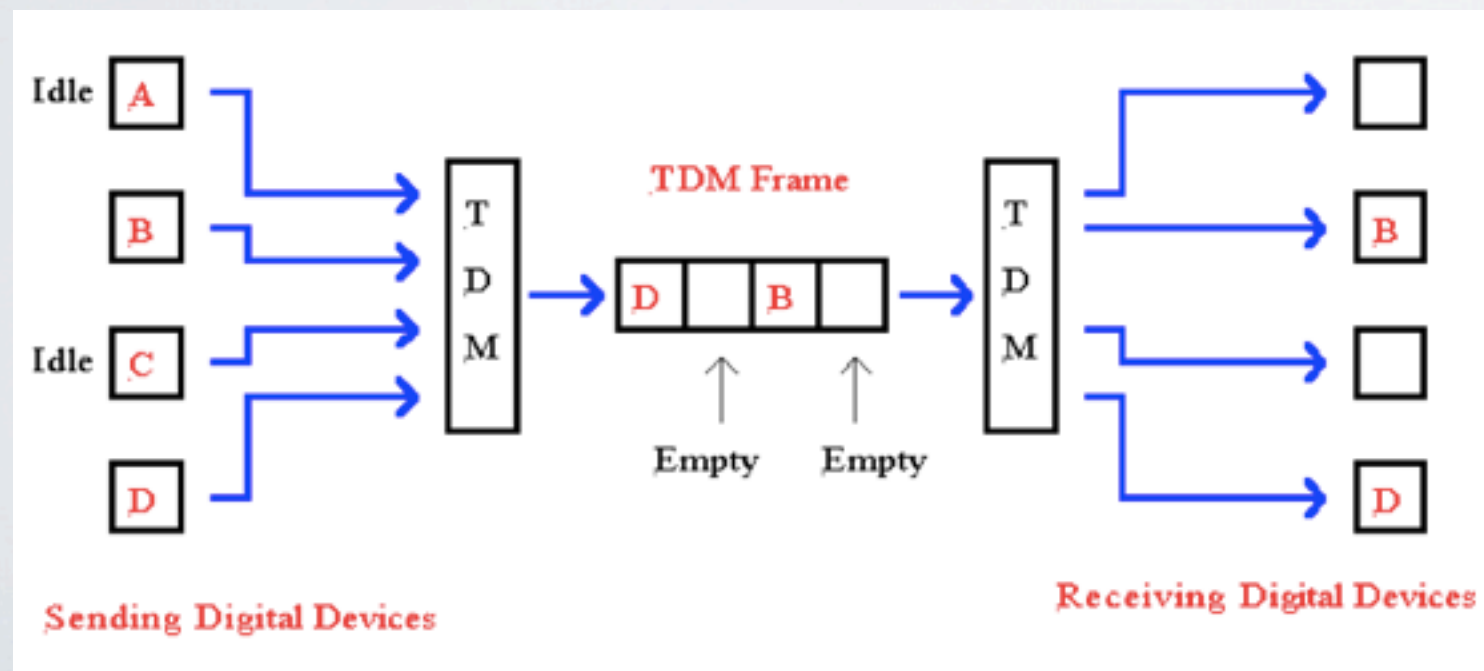 Idle A
B
Idle C
D
Sending Digital Devices
T
D
M
TDM Frame
D B
Empty Empty
T
D
M
B
D
Receiving Digital Devices